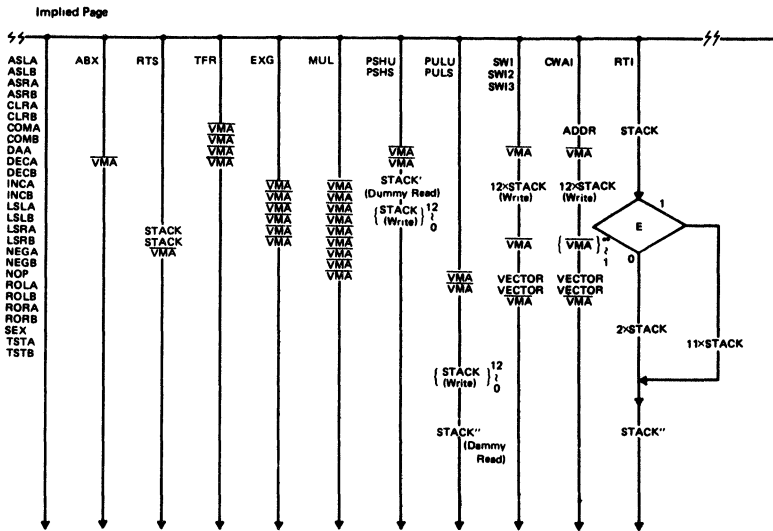 Implied Page
ASLA
ASLB
ASRA
ASRB
CLRA
CLRB
COMA
COMB
DAA
DECA
DECB
INCA
INCB
LSLA
LSLB
LSRA
LSRB
NEGA
NEGB
NOP
ROLA
ROLB
RORA
RORB
SEX
TSTA
TSTB
ABX
VMA
RTS
STACK
STACK
VMA
TFR
VMA
VMA
VMA
VMA
EXG
VMA
VMA
VMA
VMA
VMA
VMA
MUL
VMA
VMA
VMA
VMA
VMA
VMA
VMA
VMA
VMA
PSHU
PSHS
VMA
VMA
STACK'
(Dummy Read)
{ STACK (Write) } 12 ≀ 0
PULU
PULS
VMA
VMA
{ STACK (Write) } 12 ≀ 0
STACK''
(Dammy
Read)
SWI
SWI2
SWI3
VMA
12×STACK
(Write)
VMA
VECTOR
VECTOR
VMA
CWAI
ADDR
VMA
12×STACK
(Write)
{ VMA } ∞ ≀ 1
VECTOR
VECTOR
VMA
RTI
STACK
E
1
0
2×STACK
11×STACK
STACK''